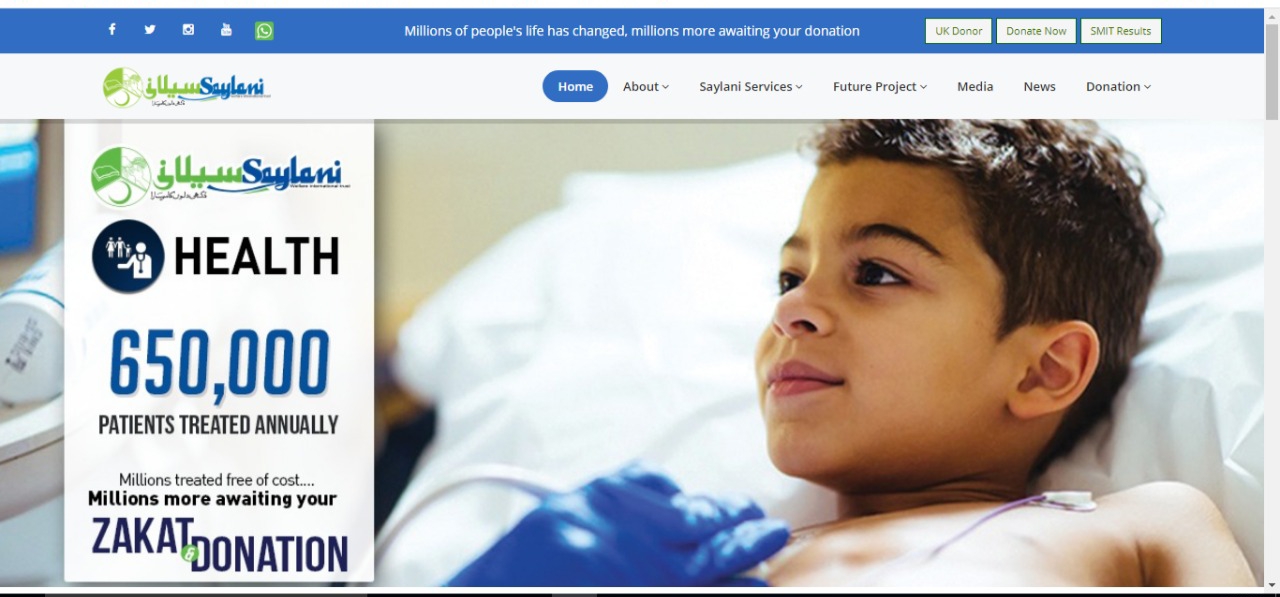 Millions of people's life has changed, millions more awaiting your donation
UK Donor
Donate Now
SMIT Results
سیلانی Saylani
Home
About
Saylani Services
Future Project
Media
News
Donation
سیلانی Saylani
Welfare international trust
HEALTH
650,000
PATIENTS TREATED ANNUALLY
Millions treated free of cost....
Millions more awaiting your
ZAKAT & DONATION